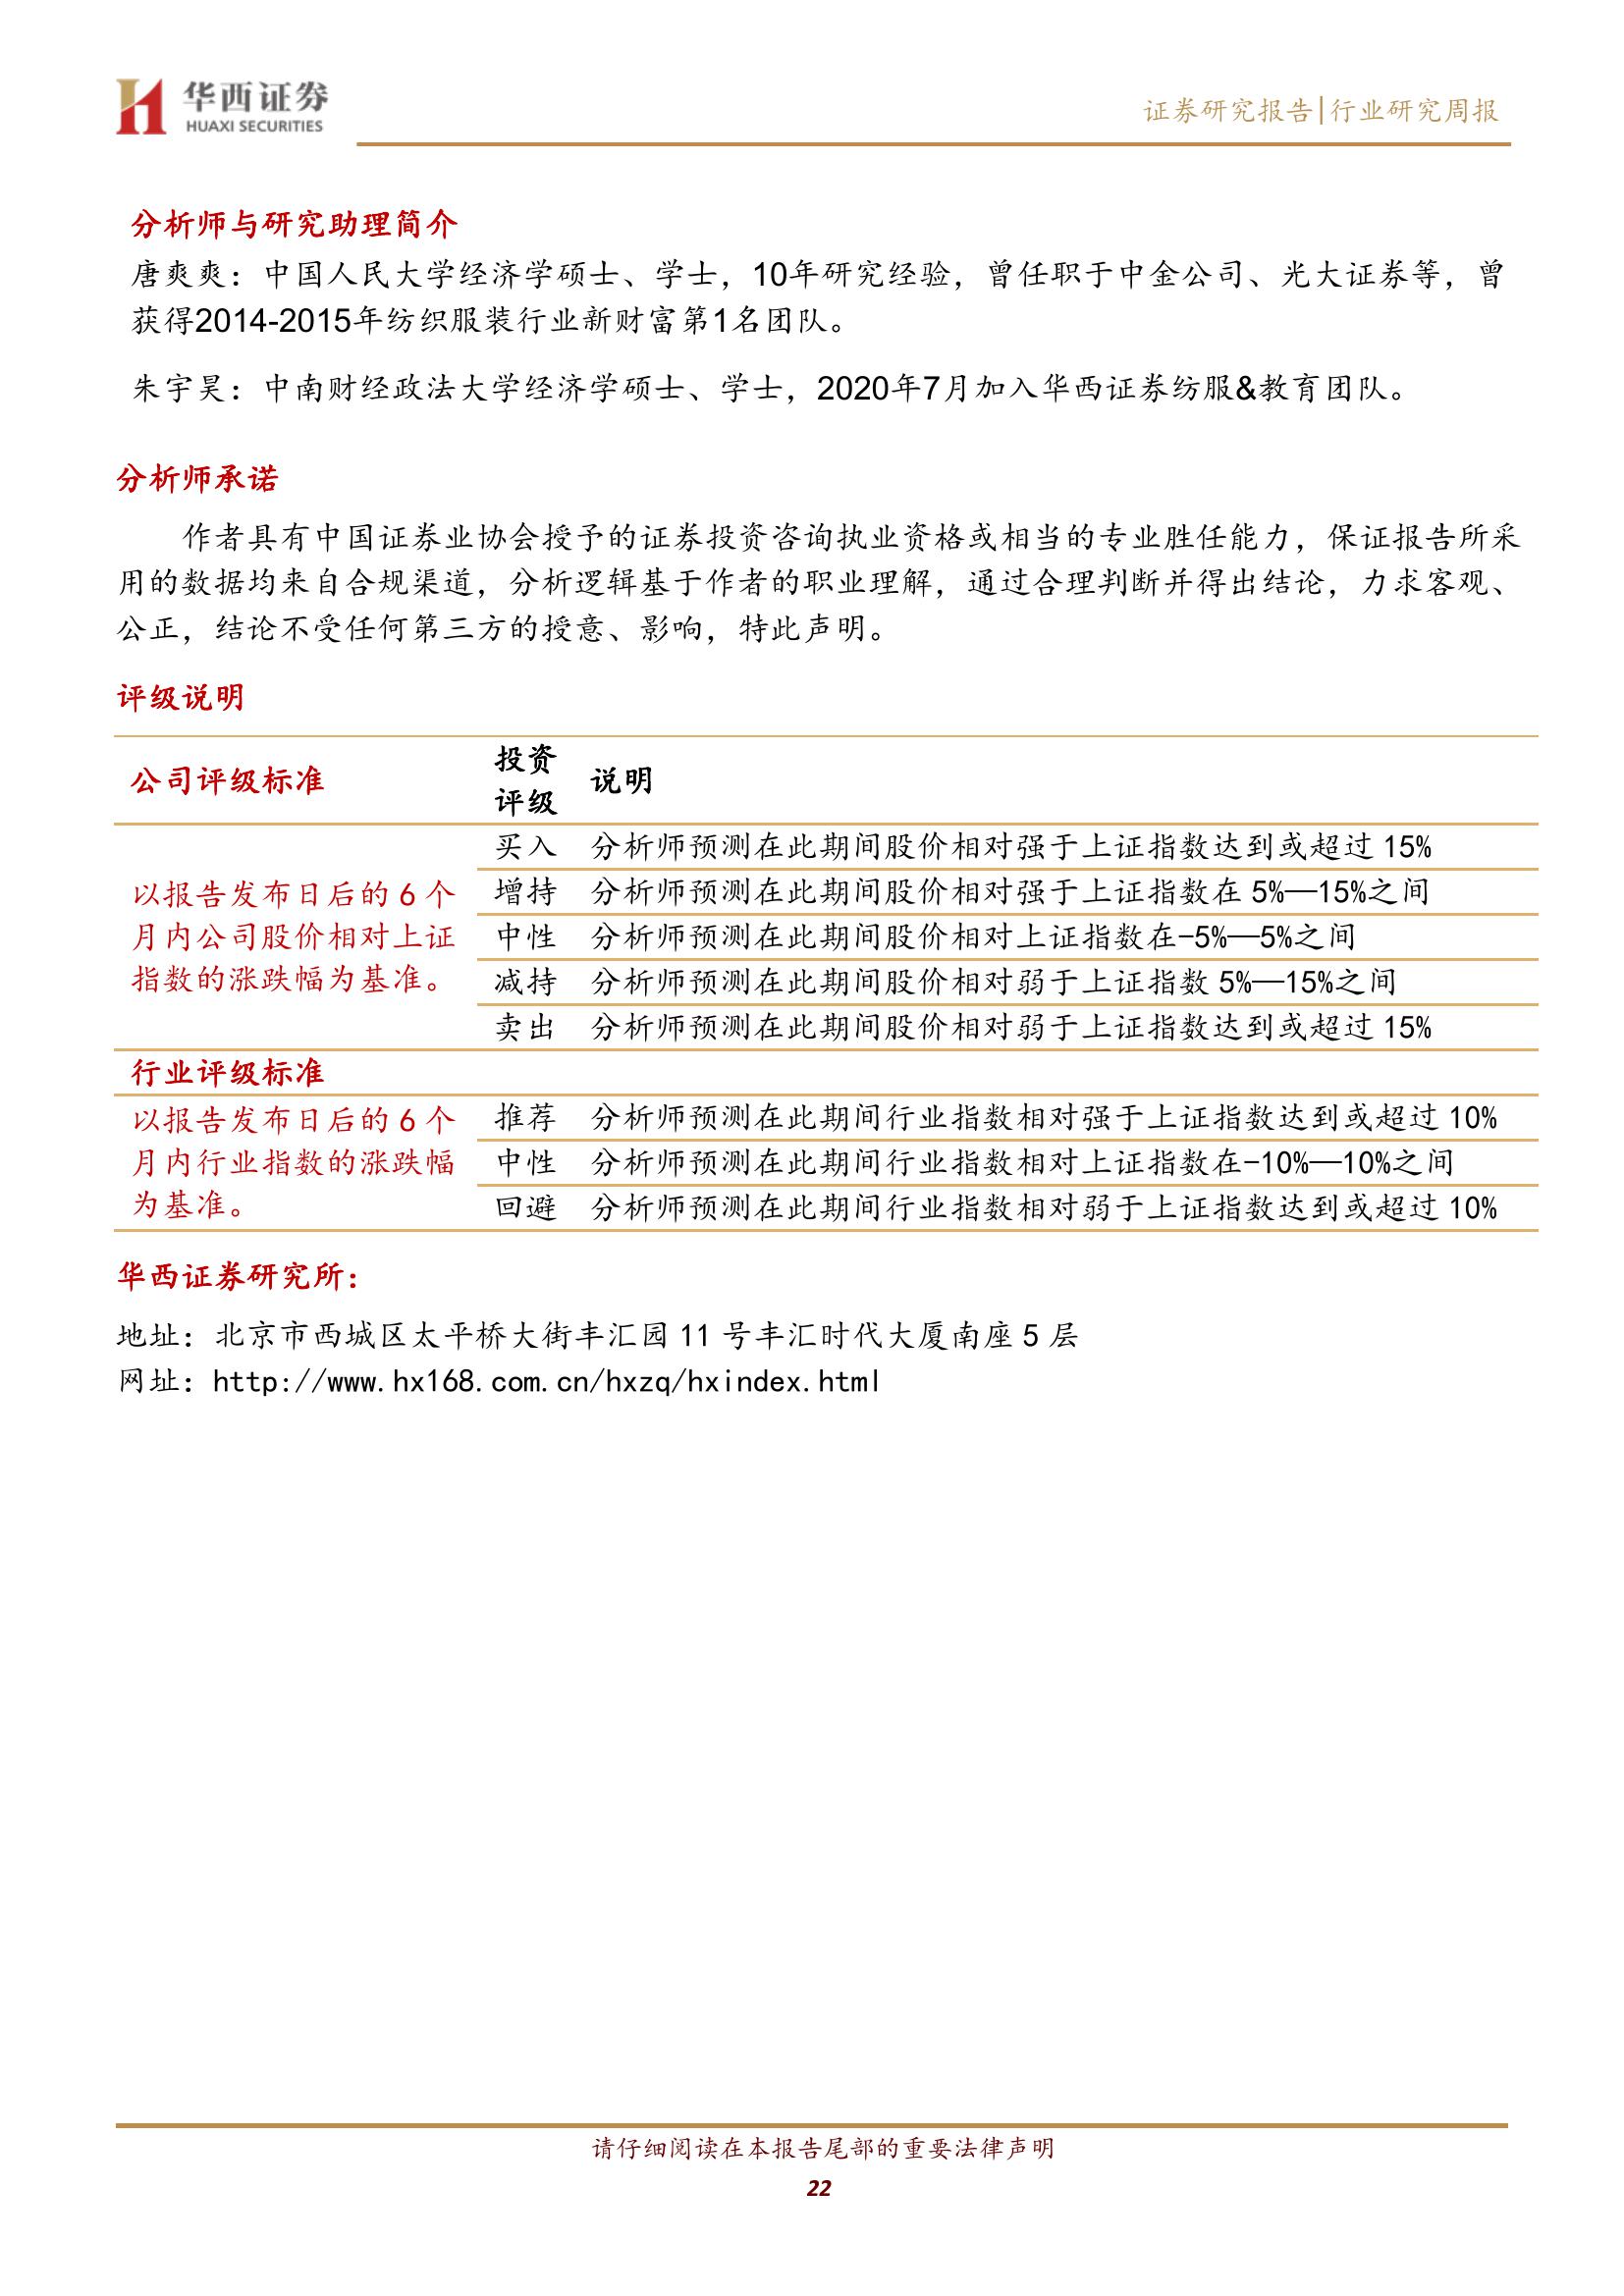 华西证券
HUAXI SECURITIES
证券研究报告|行业研究周报
分析师与研究助理简介
唐爽爽：中国人民大学经济学硕士、学士，10年研究经验，曾任职于中金公司、光大证券等，曾
获得2014-2015年纺织服装行业新财富第1名团队。
朱宇昊：中南财经政法大学经济学硕士、学士，2020年7月加入华西证券纺服&教育团队。
分析师承诺
作者具有中国证券业协会授予的证券投资咨询执业资格或相当的专业胜任能力，保证报告所采
用的数据均来自合规渠道，分析逻辑基于作者的职业理解，通过合理判断并得出结论，力求客观、
公正，结论不受任何第三方的授意、影响，特此声明。
评级说明
公司评级标准
投资
评级
说明
以报告发布日后的 6 个
月内公司股价相对上证
指数的涨跌幅为基准。
买入 分析师预测在此期间股价相对强于上证指数达到或超过 15%
增持 分析师预测在此期间股价相对强于上证指数在 5%—15%之间
中性 分析师预测在此期间股价相对上证指数在-5%—5%之间
减持 分析师预测在此期间股价相对弱于上证指数 5%—15%之间
卖出 分析师预测在此期间股价相对弱于上证指数达到或超过 15%
行业评级标准
以报告发布日后的 6 个
月内行业指数的涨跌幅
为基准。
推荐 分析师预测在此期间行业指数相对强于上证指数达到或超过 10%
中性 分析师预测在此期间行业指数相对上证指数在-10%—10%之间
回避 分析师预测在此期间行业指数相对弱于上证指数达到或超过 10%
华西证券研究所：
地址：北京市西城区太平桥大街丰汇园 11 号丰汇时代大厦南座 5 层
网址：http://www.hx168.com.cn/hxzq/hxindex.html
请仔细阅读在本报告尾部的重要法律声明
22